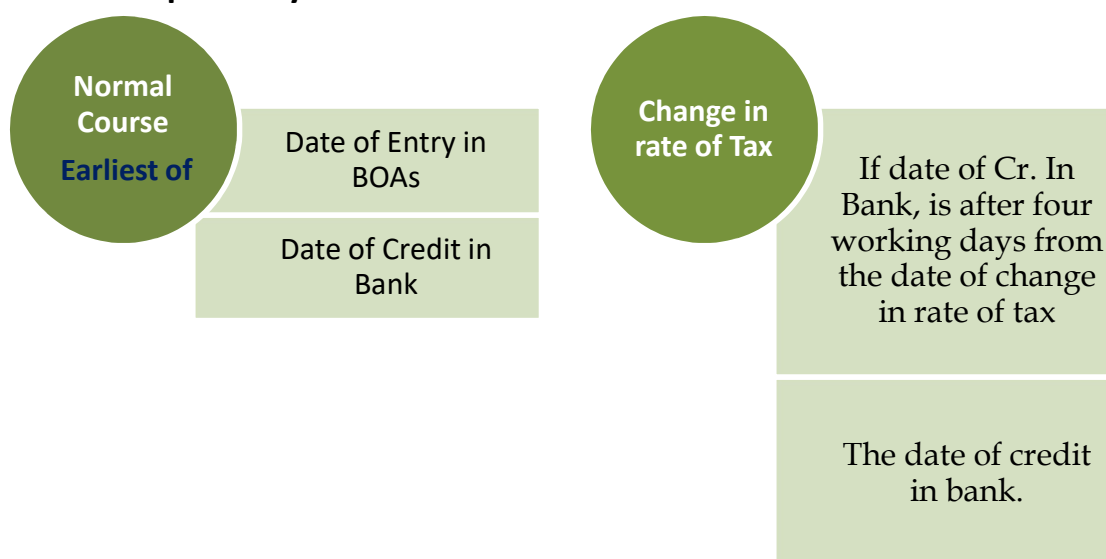 Normal
Course
Earliest of
Date of Entry in
BOAs
Date of Credit in
Bank
Change in
rate of Tax
If date of Cr. In
Bank, is after four
working days from
the date of change
in rate of tax
The date of credit
in bank.